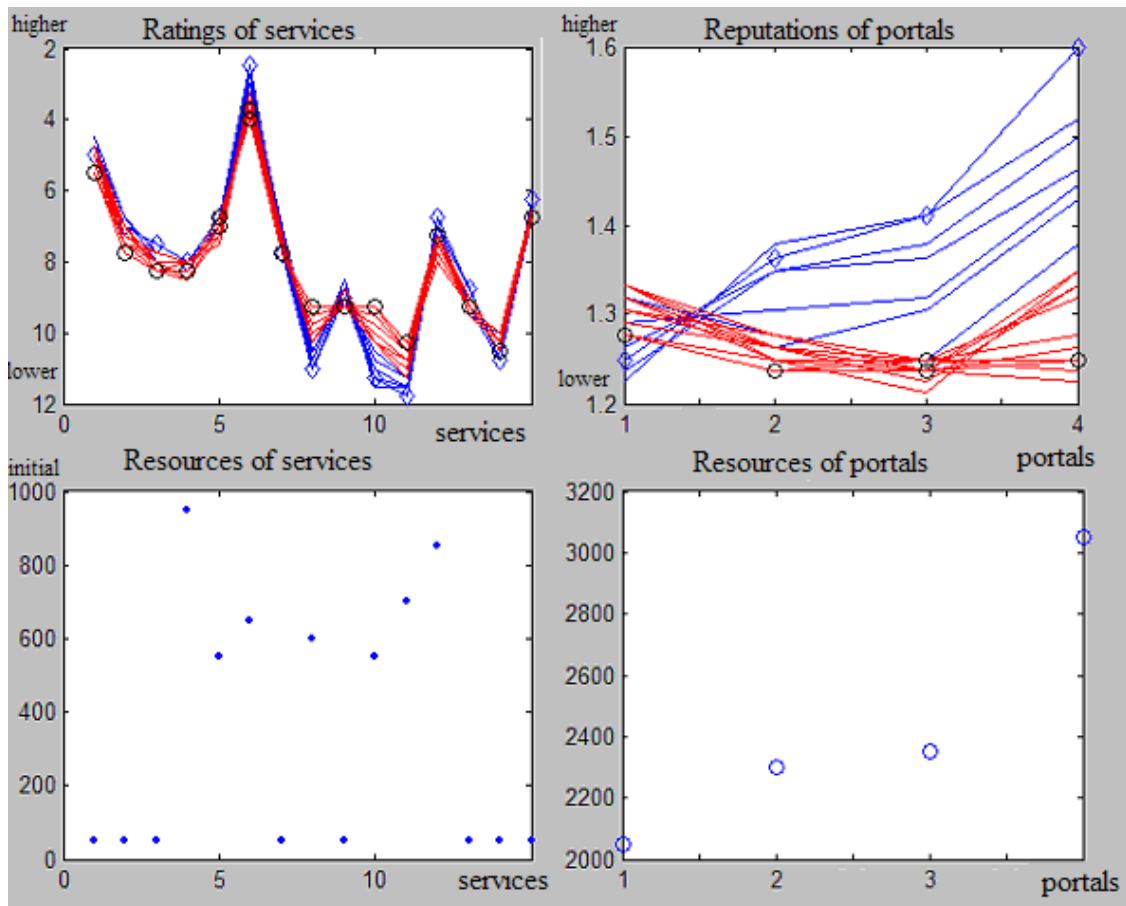 higher
Ratings of services
2
4
6
8
10
lower
12
0
10
services
higher
Reputations of portals
1.6
1.5
1.4
1.3
lower
1.2
1
2
3
4
portals
initial
Resources of services
1000
800
600
400
200
0
0
10
services
Resources of portals
3200
3000
2800
2600
2400
2200
2000
1
2
3
portals